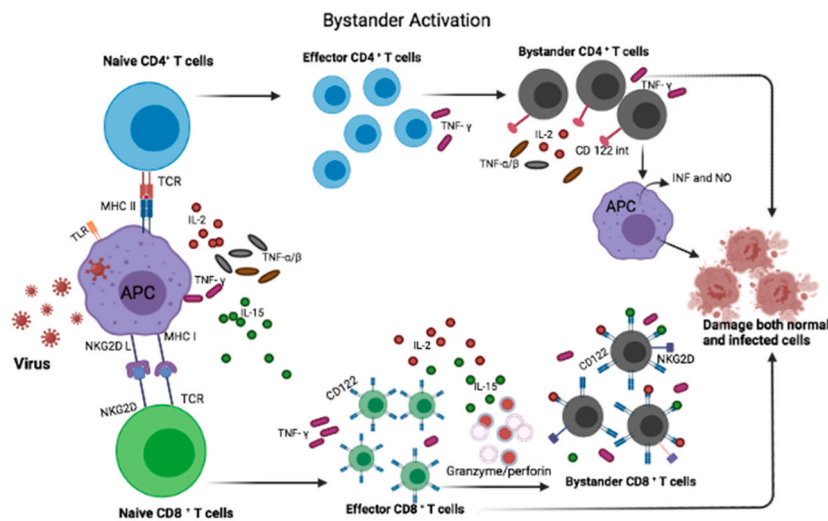 Bystander Activation
Naive CD4⁺ T cells
Effector CD4 ⁺ T cells
Bystander CD4⁺ T cells
TNF- γ
TNF- γ
IL-2
TNF-α/β
CD 122 int
TCR
MHC II
TLR
IL-2
TNF-α/β
INF and NO
APC
APC
TNF- γ
IL-15
Virus
NKG2D L
MHC I
Damage both normal
and infected cells
NKG2D
TCR
IL-2
CD122
IL-15
CD122
NKG2D
TNF- γ
Granzyme/perforin
Bystander CD8⁺ T cells
Naive CD8 ⁺ T cells
Effector CD8 ⁺ T cells